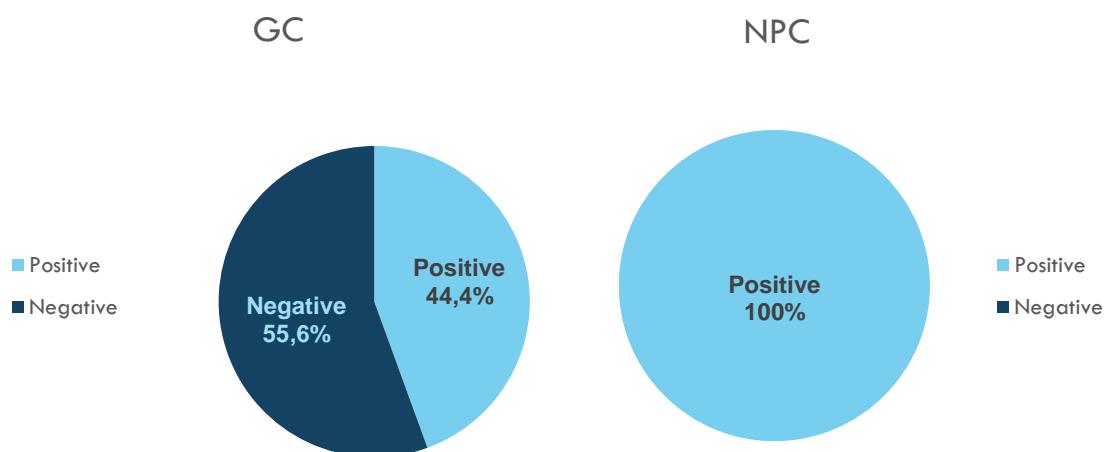 GC
NPC
Positive
Negative
Positive
44,4%
Negative
55,6%
Positive
100%
Positive
Negative